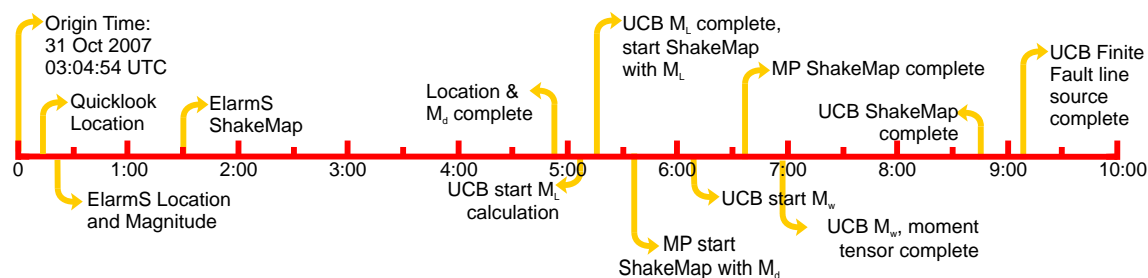 Origin Time:
31 Oct 2007
03:04:54 UTC
Quicklook
Location
ElarmS
ShakeMap
Location &
Md complete
UCB ML complete,
start ShakeMap
with ML
MP ShakeMap complete
UCB ShakeMap
complete
UCB Finite
Fault line
source
complete
0 1:00 2:00 3:00 4:00 5:00 6:00 7:00 8:00 9:00 10:00
ElarmS Location
and Magnitude
UCB start ML
calculation
MP start
ShakeMap with Md
UCB start Mw
UCB Mw, moment
tensor complete